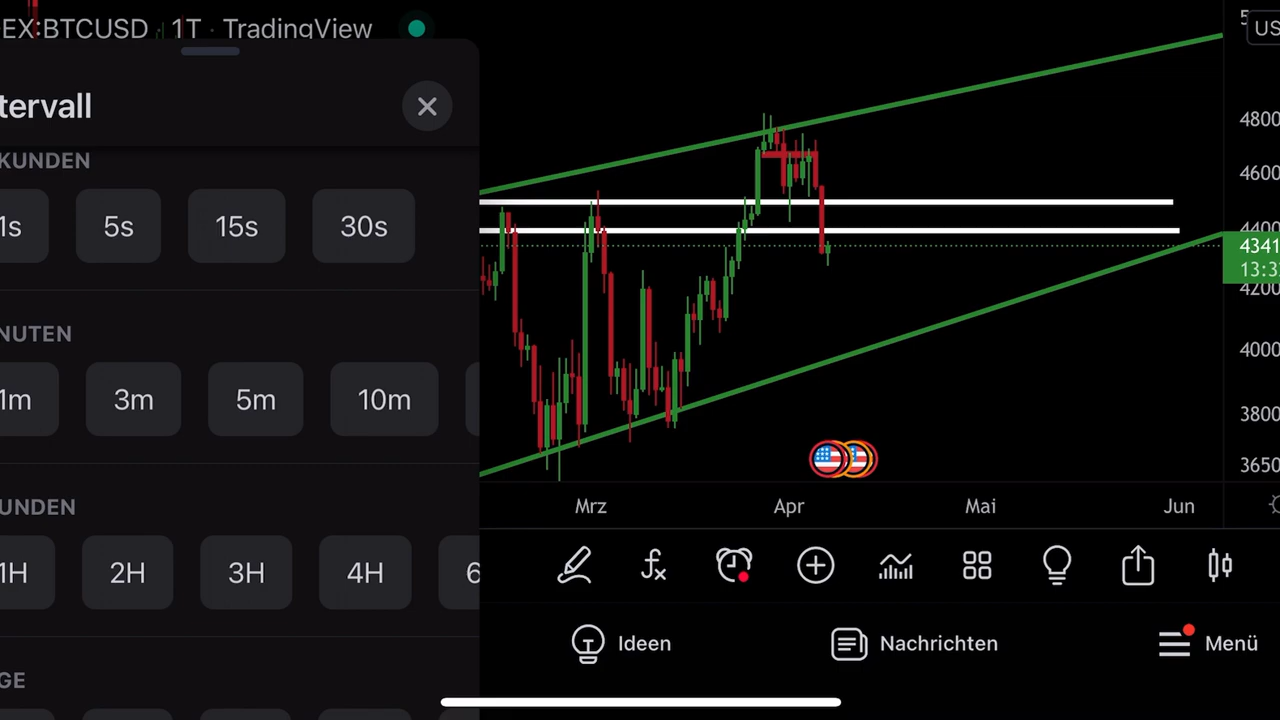 EX:BTCUSD · 1T · TradingView
tervall
KUNDEN
1s 5s 15s 30s
NUTEN
1m 3m 5m 10m
UNDEN
1H 2H 3H 4H 6
GE
US
4800
4600
4400
4341
13:3
4200
4000
3800
3650
Mrz Apr Mai Jun
Ideen Nachrichten Menü